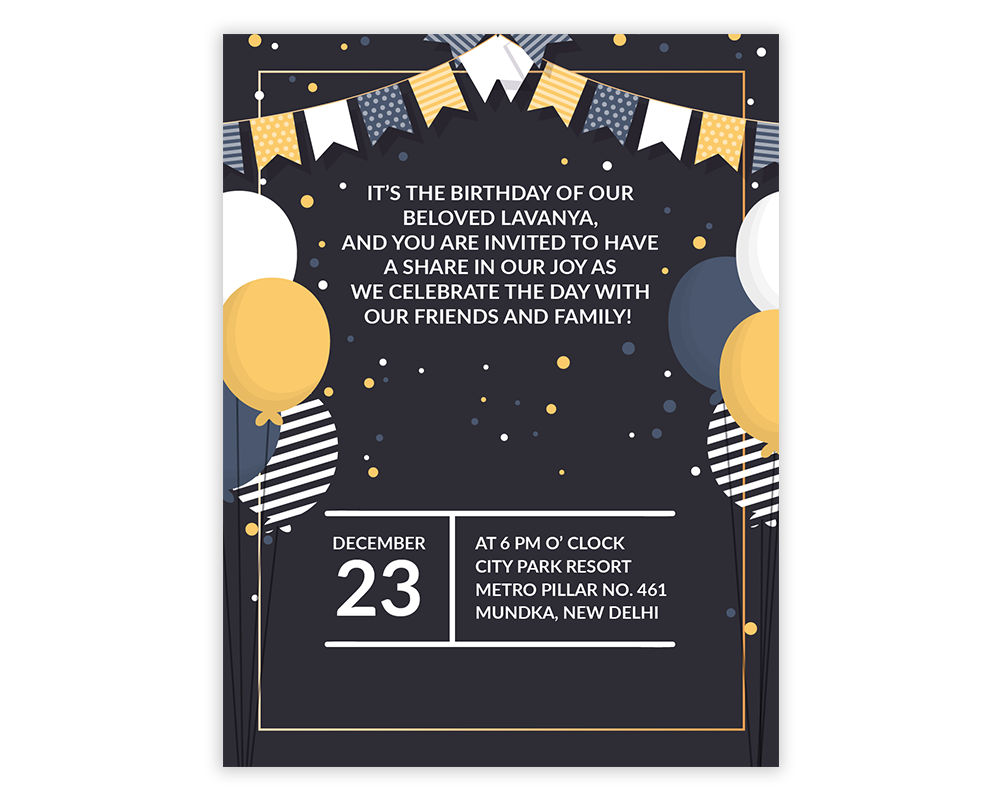 IT’S THE BIRTHDAY OF OUR
BELOVED LAVANYA,
AND YOU ARE INVITED TO HAVE
A SHARE IN OUR JOY AS
WE CELEBRATE THE DAY WITH
OUR FRIENDS AND FAMILY!
DECEMBER
23
AT 6 PM O’ CLOCK
CITY PARK RESORT
METRO PILLAR NO. 461
MUNDKA, NEW DELHI